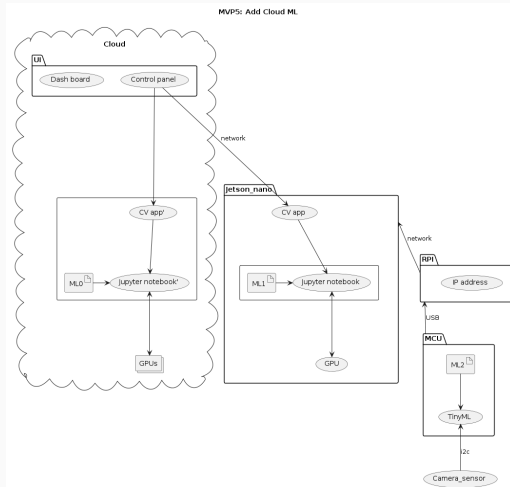 MVP5: Add Cloud ML
Cloud
UI
Dash board
Control panel
network
Jetson_nano
CV app'
CV app
network
RPI
IP address
ML0
Jupyter notebook'
ML1
Jupyter notebook
USB
MCU
GPUs
GPU
ML2
TinyML
i2c
Camera_sensor